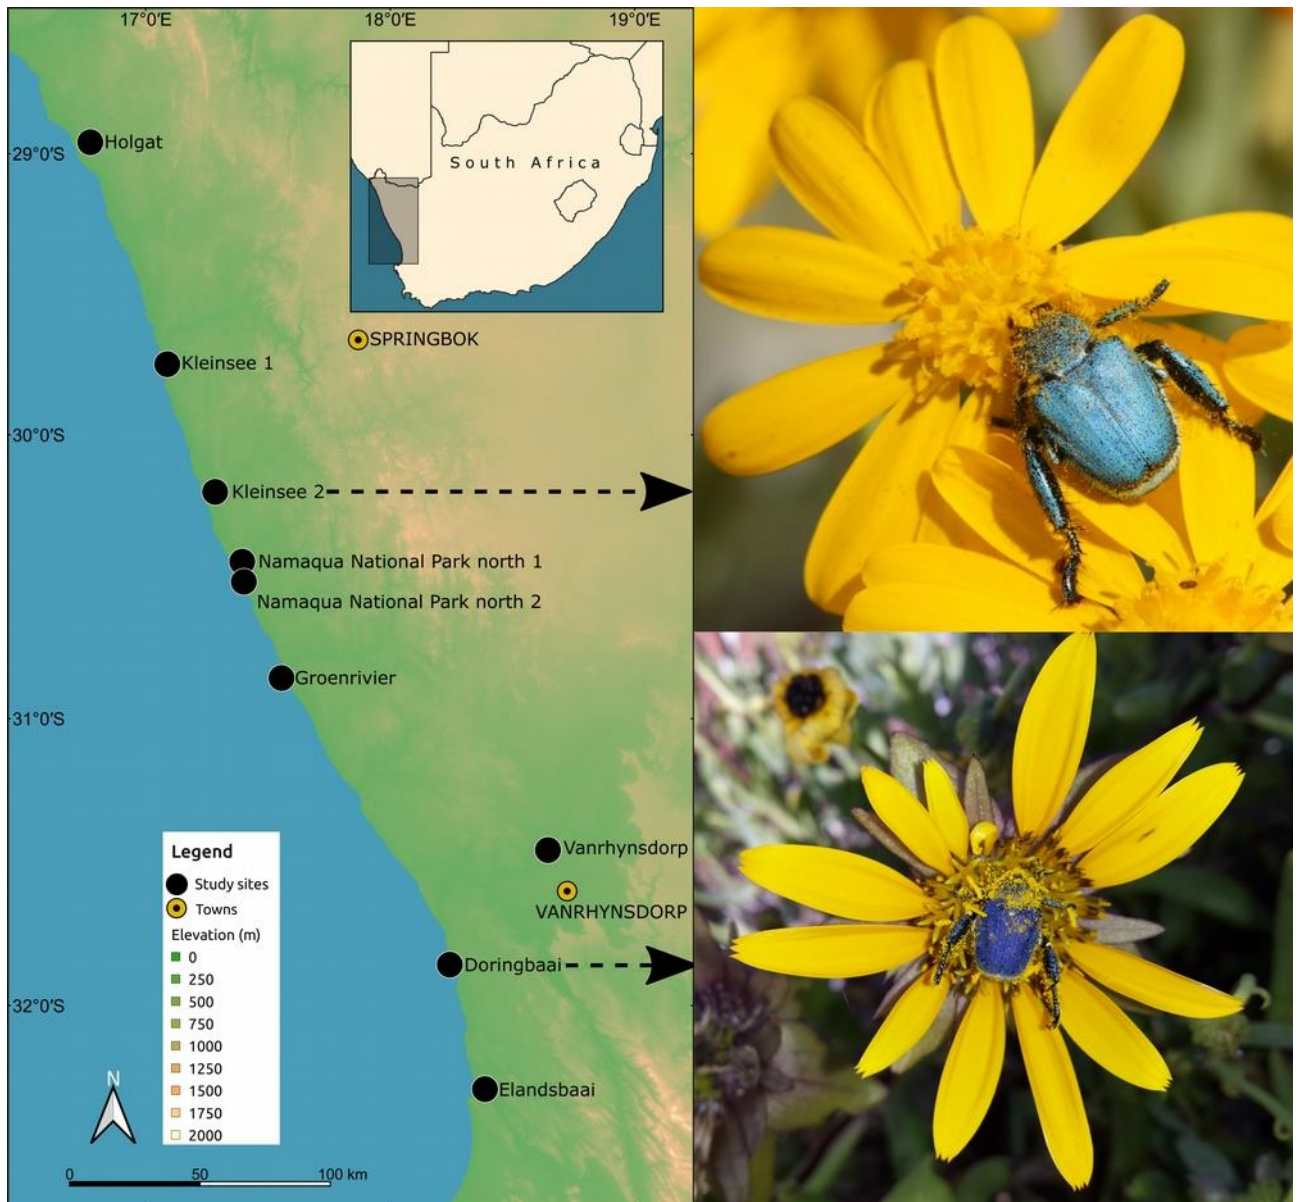 17°0'E
18°0'E
19°0'E
29°0'S
30°0'S
31°0'S
32°0'S
South Africa
Holgat
SPRINGBOK
Kleinsee 1
Kleinsee 2
Namaqua National Park north 1
Namaqua National Park north 2
Groenrivier
Vanrhynsdorp
VANRHYNSDORP
Doringbaai
Elandsbaai
Legend
Study sites
Towns
Elevation (m)
0
250
500
750
1000
1250
1500
1750
2000
N
0 50 100 km